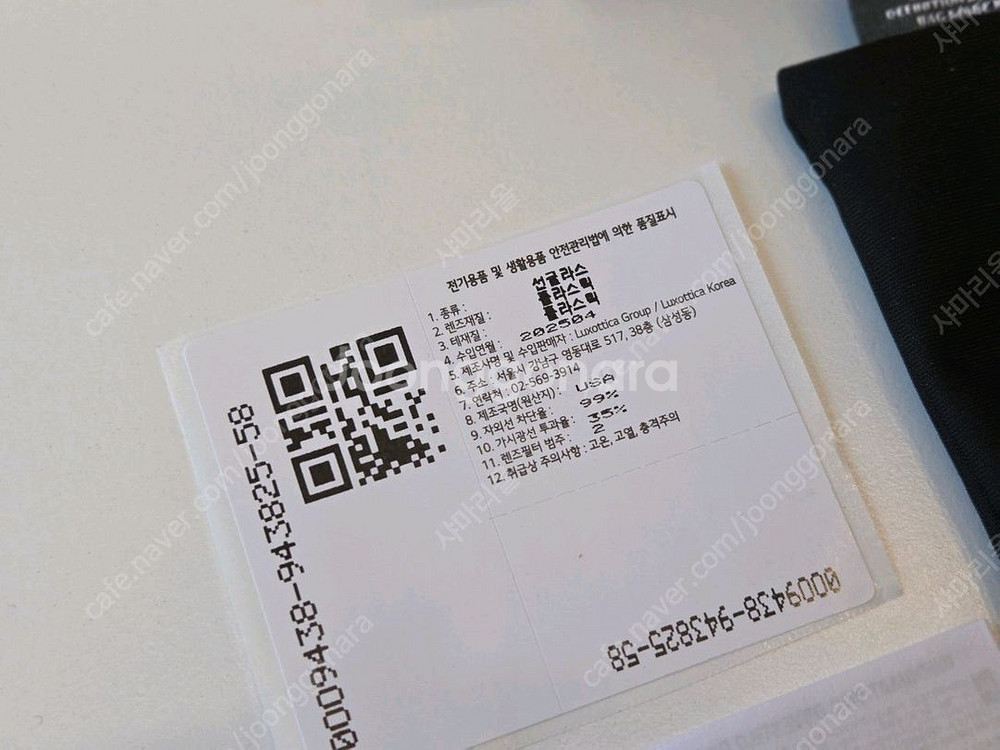 전기용품 및 생활용품 안전관리법에 의한 품질표시
1. 종류 : 선글라스
2. 렌즈재질 : 플라스틱
3. 테재질 : 플라스틱
4. 수입연월 : 202504
5. 제조사명 및 수입판매자 : Luxottica Group / Luxottica Korea
6. 주소 : 서울시 강남구 영동대로 517, 38층 (삼성동)
7. 연락처 : 02-569-3914
8. 제조국명(원산지) : USA
9. 자외선 차단율 : 99%
10. 가시광선 투과율 : 35%
11. 렌즈필터 범주 : 2
12. 취급상 주의사항 : 고온, 고열, 충격주의
0009438-943825-58
0009438-943825-58
joonggonara
cafe.naver.com/joonggonara
샤마리울